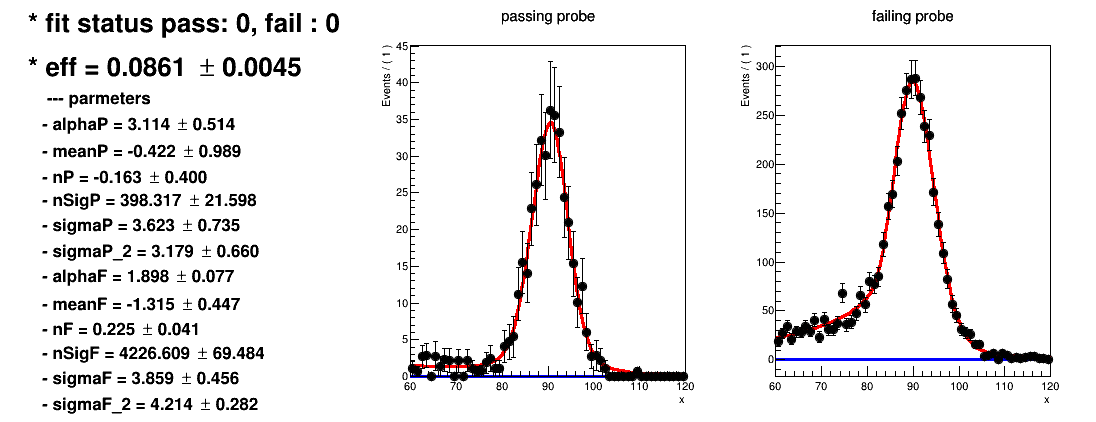 * fit status pass: 0, fail : 0
* eff = 0.0861 ± 0.0045
--- parmeters
- alphaP = 3.114 ± 0.514
- meanP = -0.422 ± 0.989
- nP = -0.163 ± 0.400
- nSigP = 398.317 ± 21.598
- sigmaP = 3.623 ± 0.735
- sigmaP_2 = 3.179 ± 0.660
- alphaF = 1.898 ± 0.077
- meanF = -1.315 ± 0.447
- nF = 0.225 ± 0.041
- nSigF = 4226.609 ± 69.484
- sigmaF = 3.859 ± 0.456
- sigmaF_2 = 4.214 ± 0.282
passing probe
Events / ( 1 )
45
40
35
30
25
20
15
10
5
0
60 70 80 90 100 110 120
x
failing probe
Events / ( 1 )
300
250
200
150
100
50
0
60 70 80 90 100 110 120
x